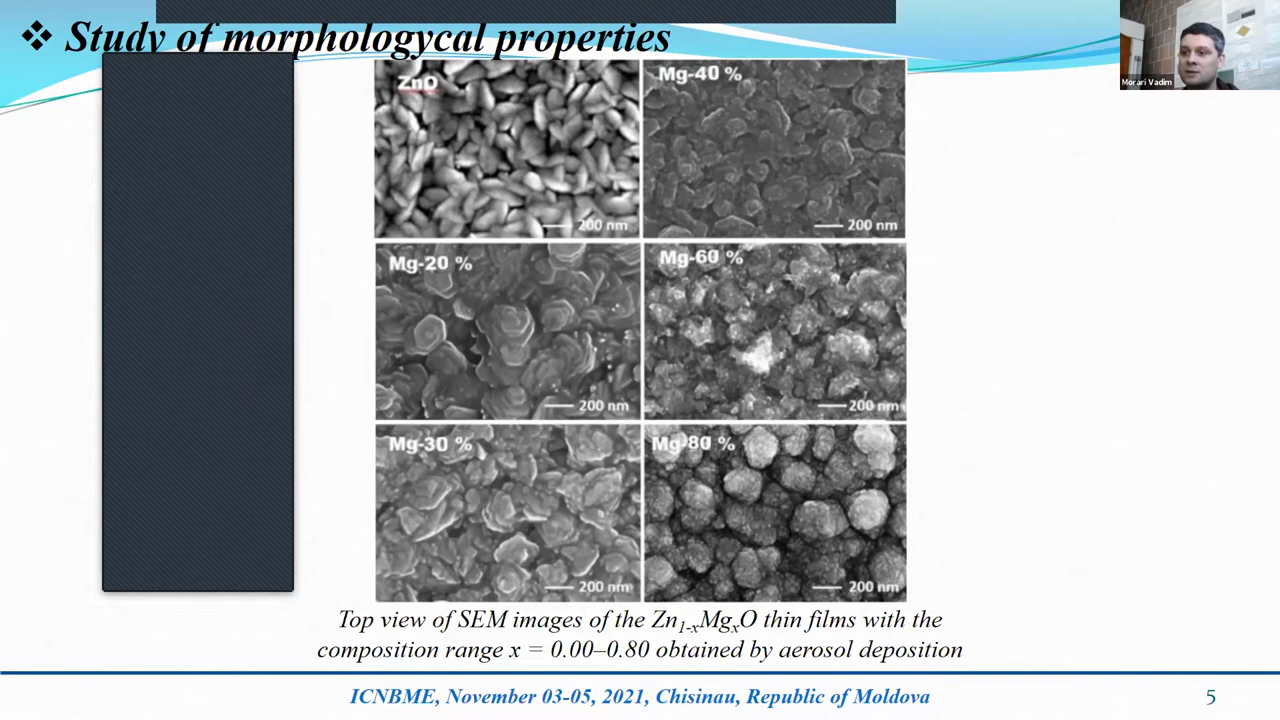 ❖ Study of morphologycal properties
Morari Vadim
ZnO
200 nm
Mg-40 %
200 nm
Mg-20 %
200 nm
Mg-60 %
200 nm
Mg-30 %
200 nm
Mg-80 %
200 nm
Top view of SEM images of the Zn1-xMgxO thin films with the
composition range x = 0.00–0.80 obtained by aerosol deposition
ICNBME, November 03-05, 2021, Chisinau, Republic of Moldova
5